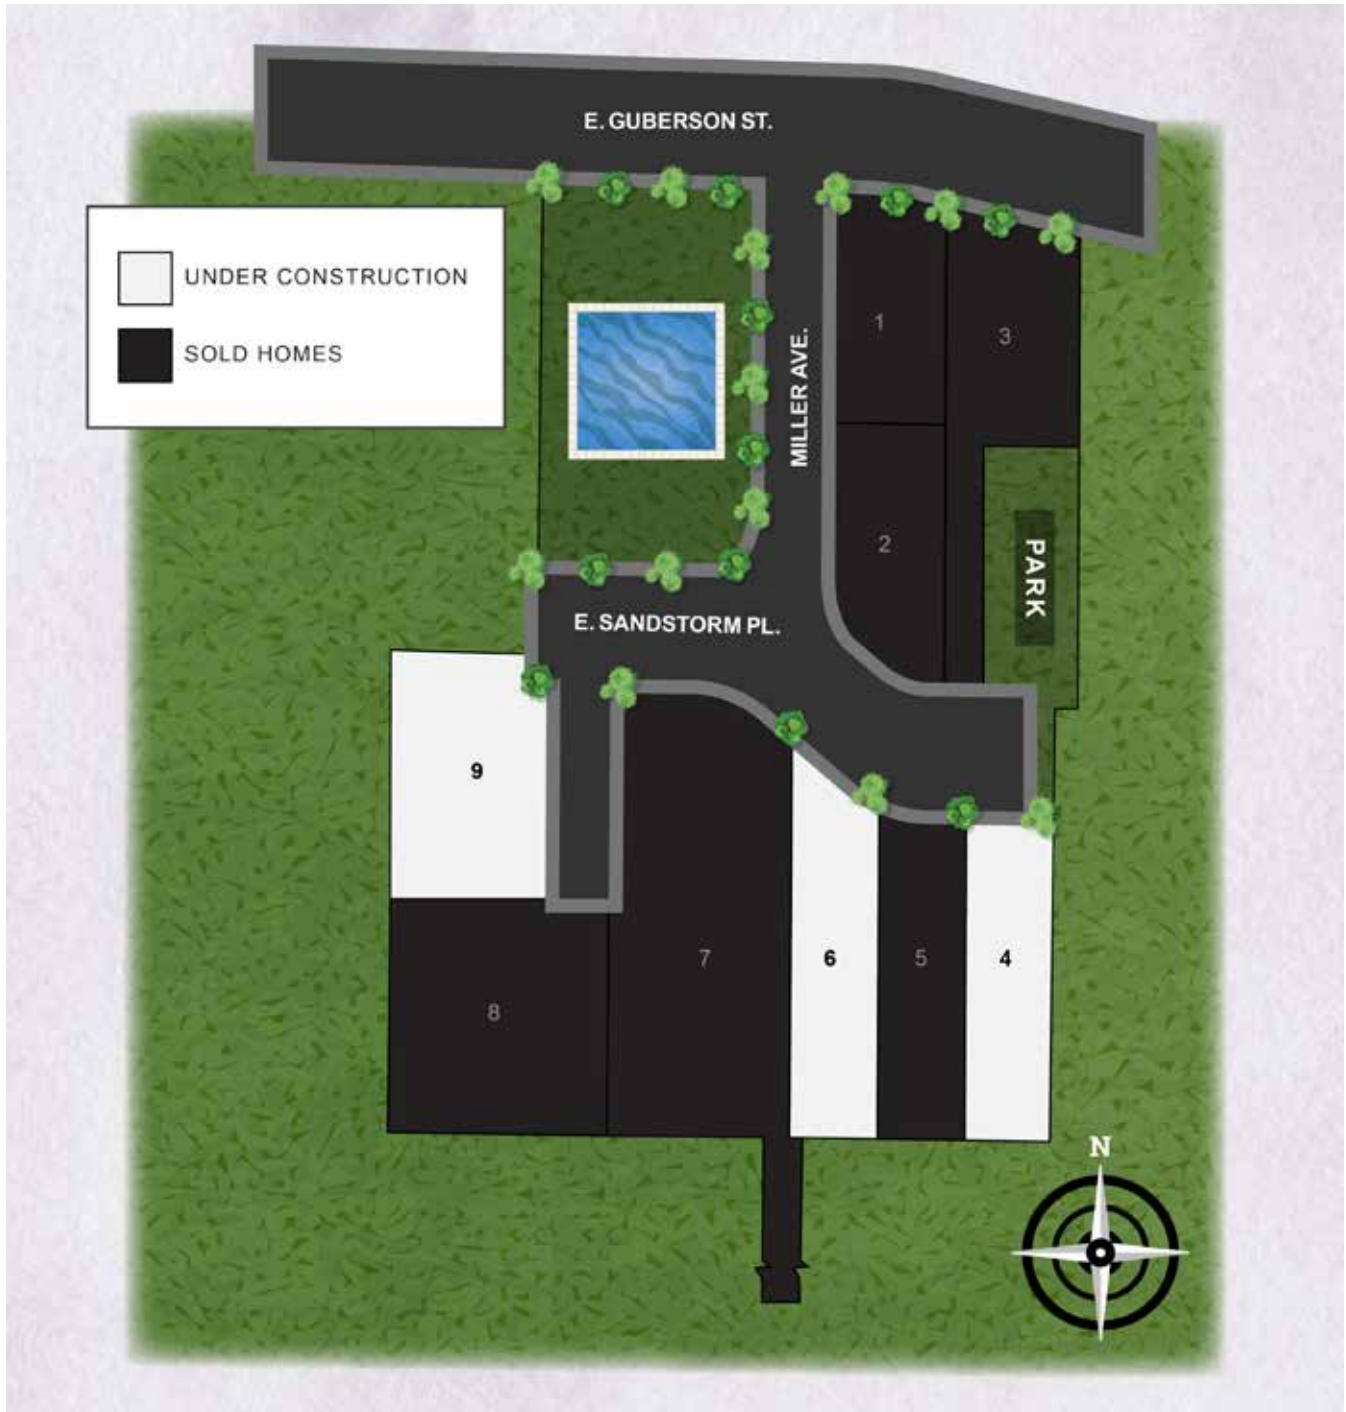 E. GUBERSON ST.
UNDER CONSTRUCTION
SOLD HOMES
MILLER AVE.
1
3
2
PARK
E. SANDSTORM PL.
9
7
6
5
4
8
N